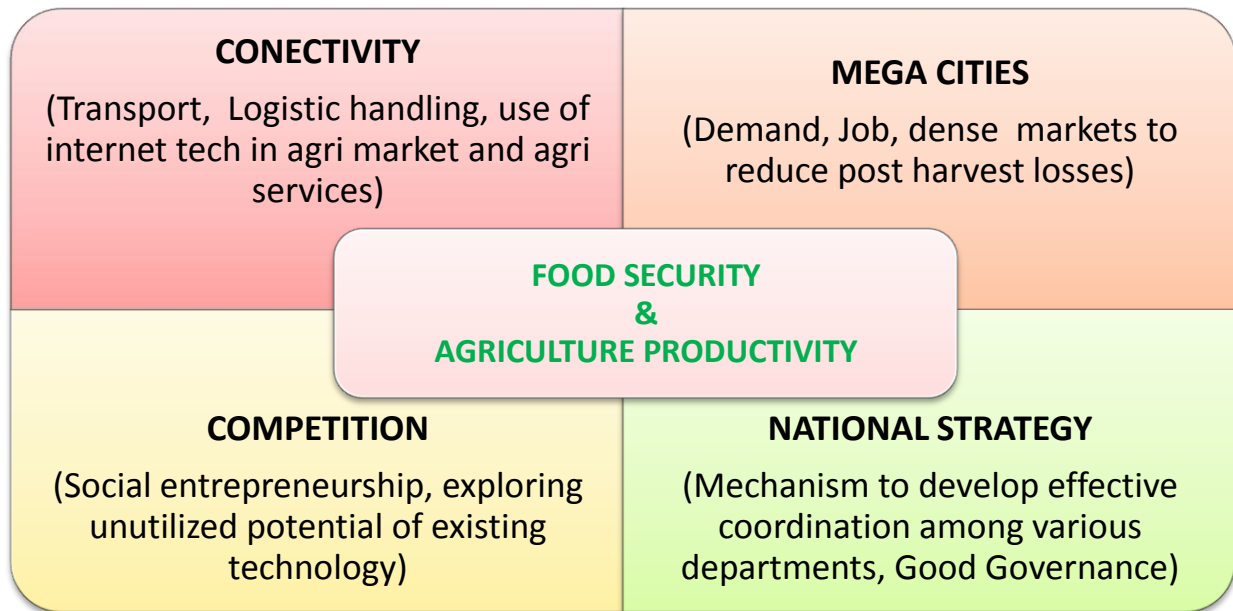 CONECTIVITY
(Transport,  Logistic handling, use of
internet tech in agri market and agri
services)
MEGA CITIES
(Demand, Job, dense  markets to
reduce post harvest losses)
FOOD SECURITY
&
AGRICULTURE PRODUCTIVITY
COMPETITION
(Social entrepreneurship, exploring
unutilized potential of existing
technology)
NATIONAL STRATEGY
(Mechanism to develop effective
coordination among various
departments, Good Governance)